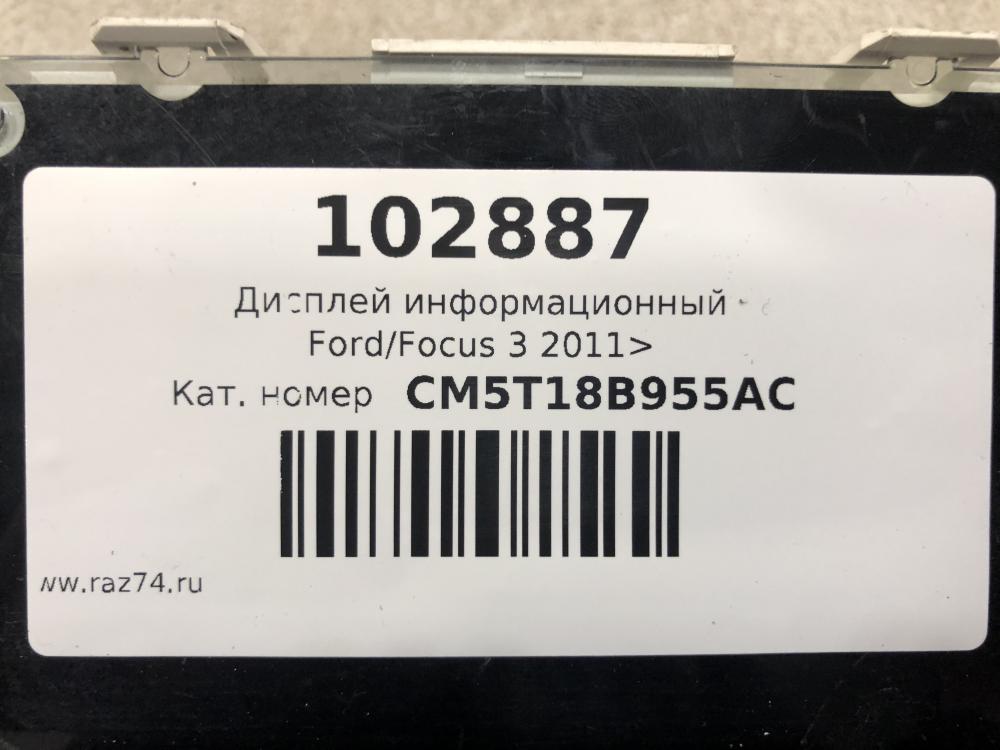 102887
Дисплей информационный
Ford/Focus 3 2011>
Кат. номер CM5T18B955AC
ww.raz74.ru